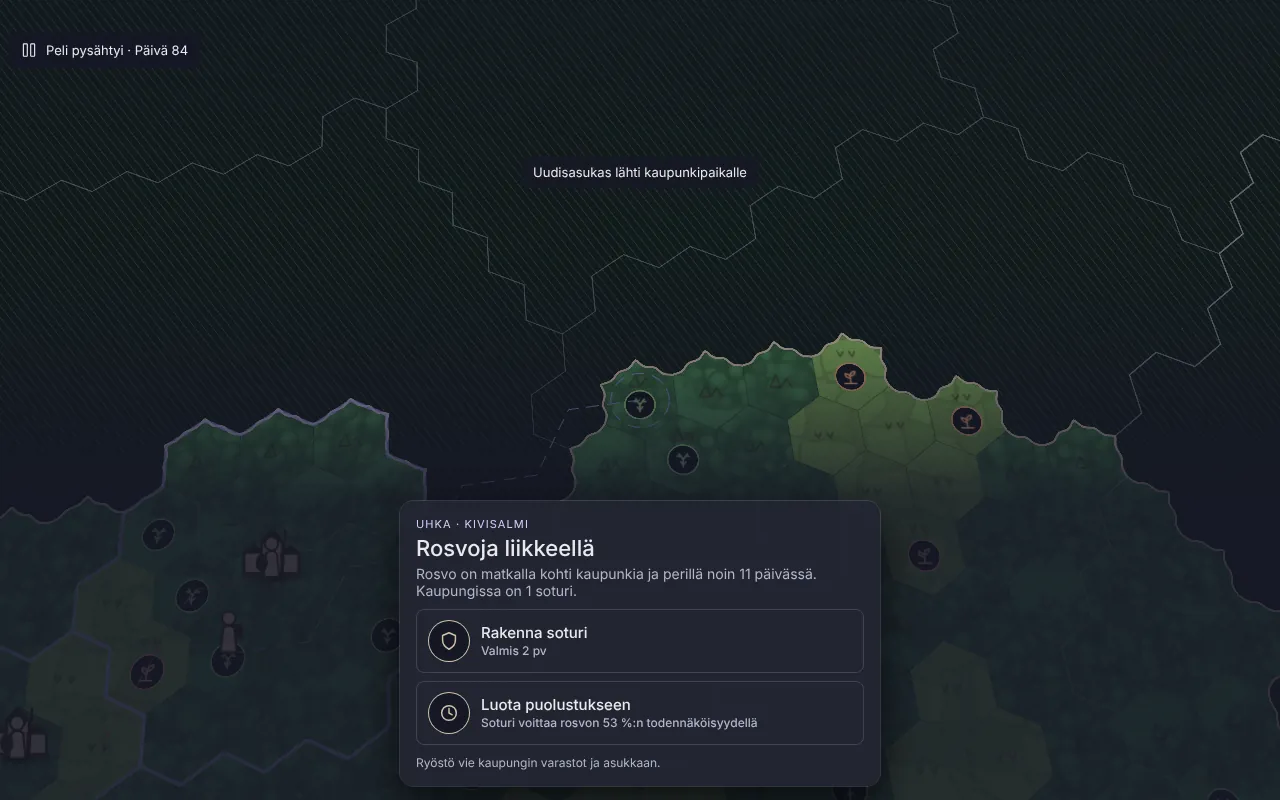 Peli pysähtyi · Päivä 84
Uudisasukas lähti kaupunkipaikalle
UHKA · KIVISALMI
Rosvoja liikkeellä
Rosvo on matkalla kohti kaupunkia ja perillä noin 11 päivässä.
Kaupungissa on 1 soturi.
Rakenna soturi
Valmis 2 pv
Luota puolustukseen
Soturi voittaa rosvon 53 %:n todennäköisyydellä
Ryöstö vie kaupungin varastot ja asukkaan.